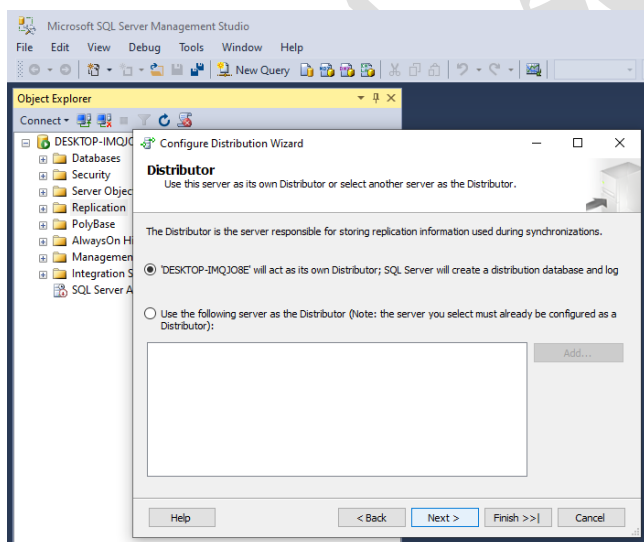 Microsoft SQL Server Management Studio
File Edit View Debug Tools Window Help
New Query
Object Explorer
Connect
DESKTOP-IMQJO
Databases
Security
Server Objec
Replication
PolyBase
AlwaysOn Hi
Managemen
Integration S
SQL Server A
Configure Distribution Wizard
Distributor
Use this server as its own Distributor or select another server as the Distributor.
The Distributor is the server responsible for storing replication information used during synchronizations.
'DESKTOP-IMQJO8E' will act as its own Distributor; SQL Server will create a distribution database and log
Use the following server as the Distributor (Note: the server you select must already be configured as a
Distributor):
Add...
Help
< Back
Next >
Finish >>|
Cancel